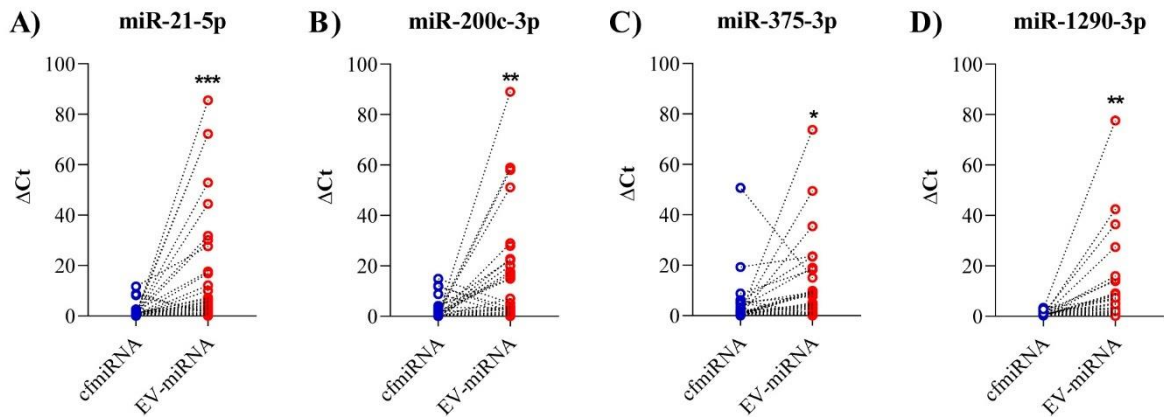 A) miR-21-5p
B) miR-200c-3p
C) miR-375-3p
D) miR-1290-3p
100
80
60
40
20
0
ΔCt
***
cfmiRNA
EV-miRNA
100
80
60
40
20
0
ΔCt
**
cfmiRNA
EV-miRNA
100
80
60
40
20
0
ΔCt
*
cfmiRNA
EV-miRNA
100
80
60
40
20
0
ΔCt
**
cfmiRNA
EV-miRNA